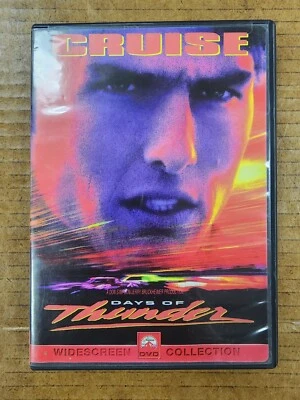 CRUISE
DAYS OF
Thunder
WIDESCREEN DVD COLLECTION